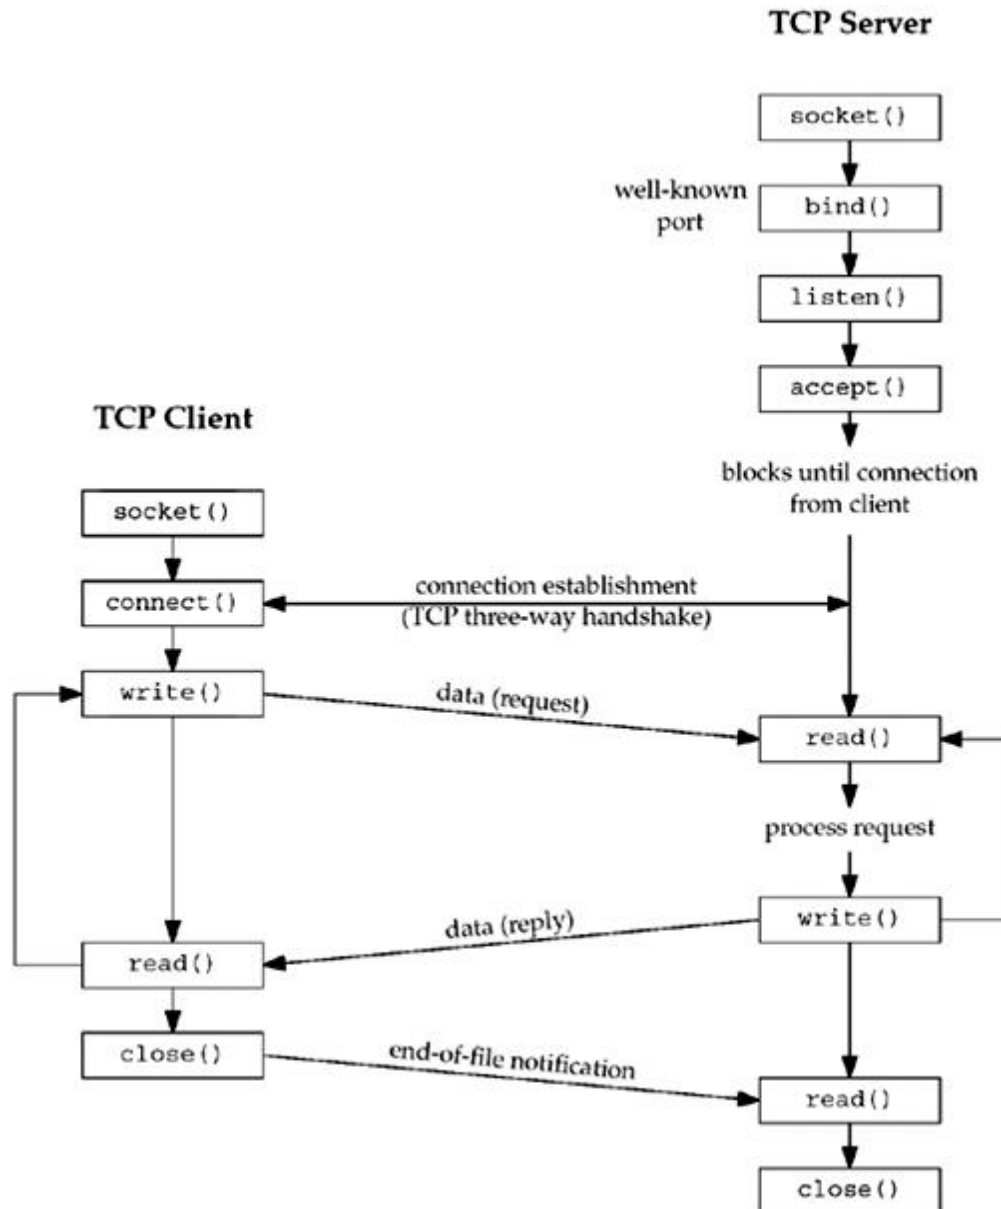 TCP Server
socket()
well-known
port
bind()
listen()
accept()
blocks until connection
from client
TCP Client
socket()
connect()
connection establishment
(TCP three-way handshake)
write()
data (request)
read()
process request
write()
data (reply)
read()
close()
end-of-file notification
read()
close()